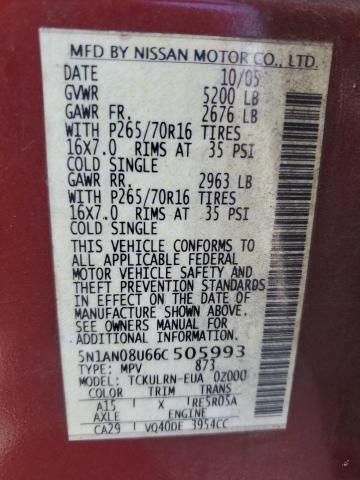 MFD BY NISSAN MOTOR CO., LTD.
DATE 10/05
GVWR 5200 LB
GAWR FR. 2676 LB
WITH P265/70R16 TIRES
16X7.0 RIMS AT 35 PSI
COLD SINGLE
GAWR RR. 2963 LB
WITH P265/70R16 TIRES
16X7.0 RIMS AT 35 PSI
COLD SINGLE
THIS VEHICLE CONFORMS TO
ALL APPLICABLE FEDERAL
MOTOR VEHICLE SAFETY AND
THEFT PREVENTION STANDARDS
IN EFFECT ON THE DATE OF
MANUFACTURE SHOWN ABOVE.
SEE OWNERS MANUAL FOR
ADDITIONAL INFORMATION.
5N1AN08U66C505993
TYPE: MPV 873
MODEL: TCKULRN-EUA 0Z000
COLOR TRIM TRANS
A15 X RE5R05A
AXLE ENGINE
CA29 VQ40DE 3954CC